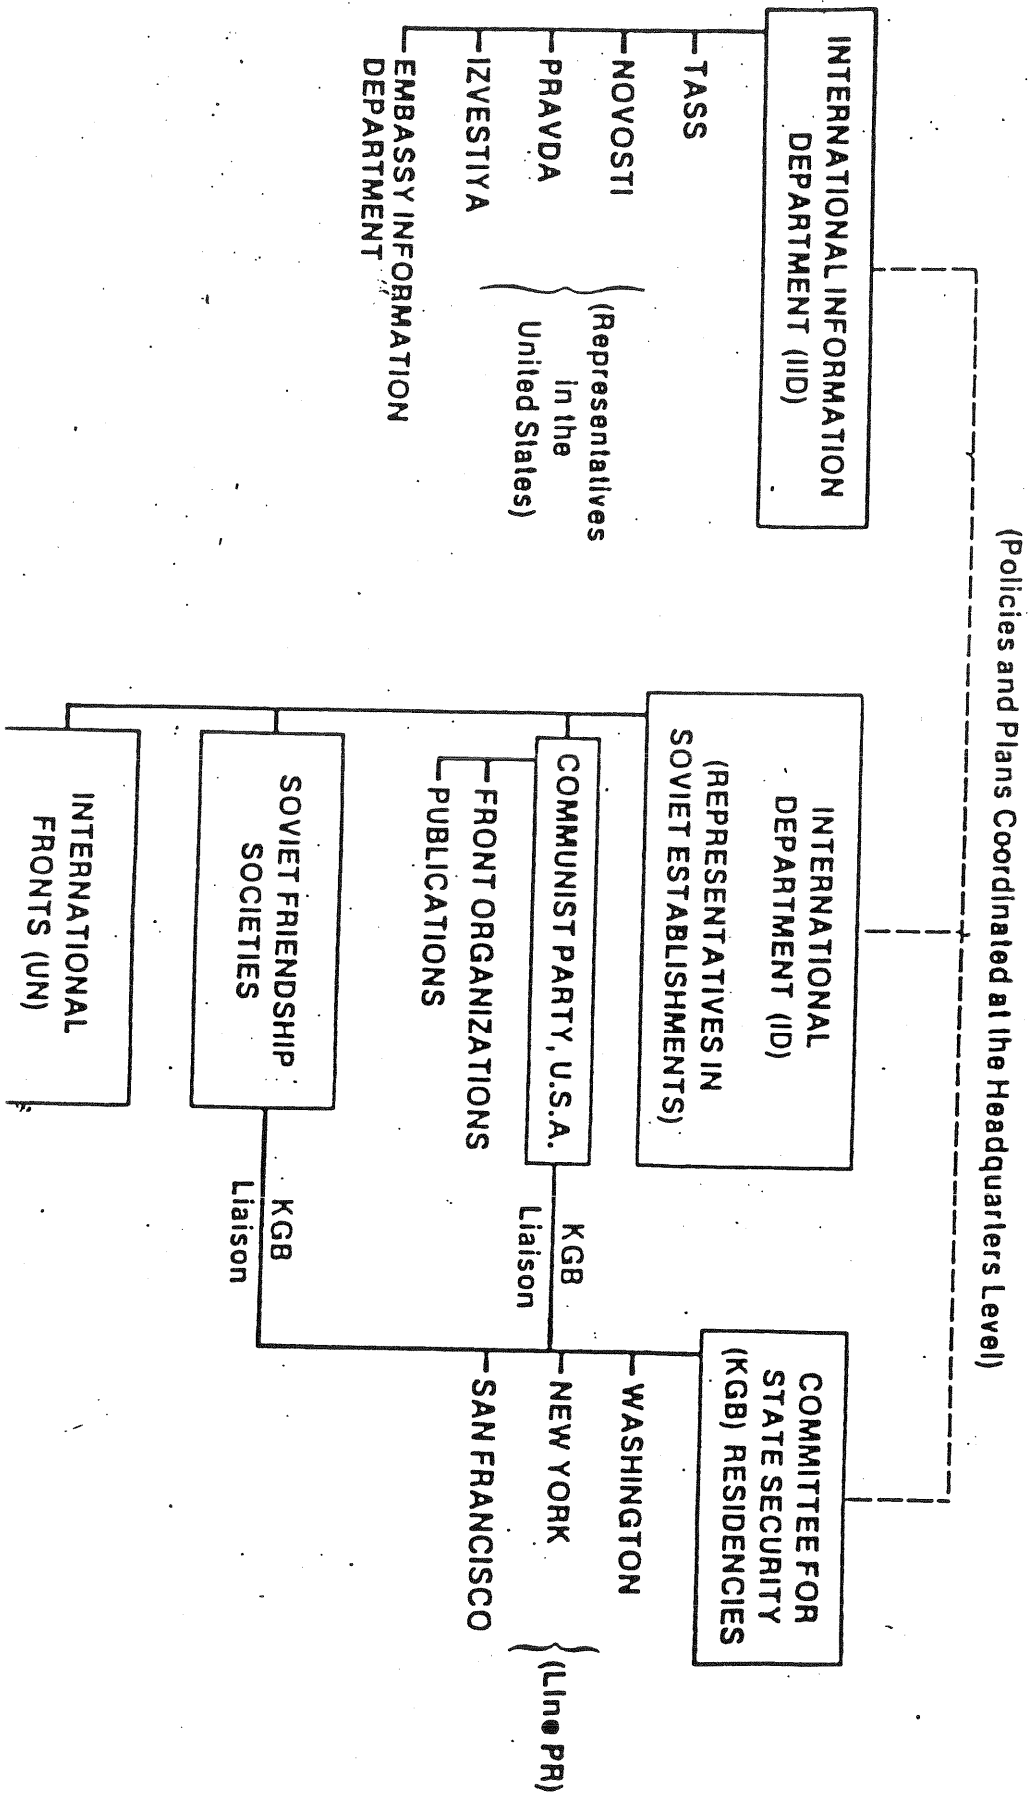 (Policies and Plans Coordinated at the Headquarters Level)
INTERNATIONAL INFORMATION
DEPARTMENT (IID)
TASS
NOVOSTI
PRAVDA
IZVESTIYA
EMBASSY INFORMATION
DEPARTMENT
(Representatives
in the
United States)
INTERNATIONAL
DEPARTMENT (ID)
(REPRESENTATIVES IN
SOVIET ESTABLISHMENTS)
COMMUNIST PARTY, U.S.A.
FRONT ORGANIZATIONS
PUBLICATIONS
SOVIET FRIENDSHIP
SOCIETIES
INTERNATIONAL
FRONTS (UN)
KGB
Liaison
KGB
Liaison
COMMITTEE FOR
STATE SECURITY
(KGB) RESIDENCIES
WASHINGTON
NEW YORK
SAN FRANCISCO
(Line PR)